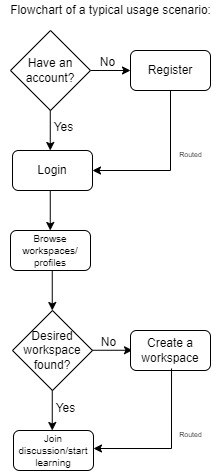 Flowchart of a typical usage scenario:
Have an
account?
No
Register
Yes
Routed
Login
Browse
workspaces/
profiles
Desired
workspace
found?
No
Create a
workspace
Yes
Routed
Join
discussion/start
learning